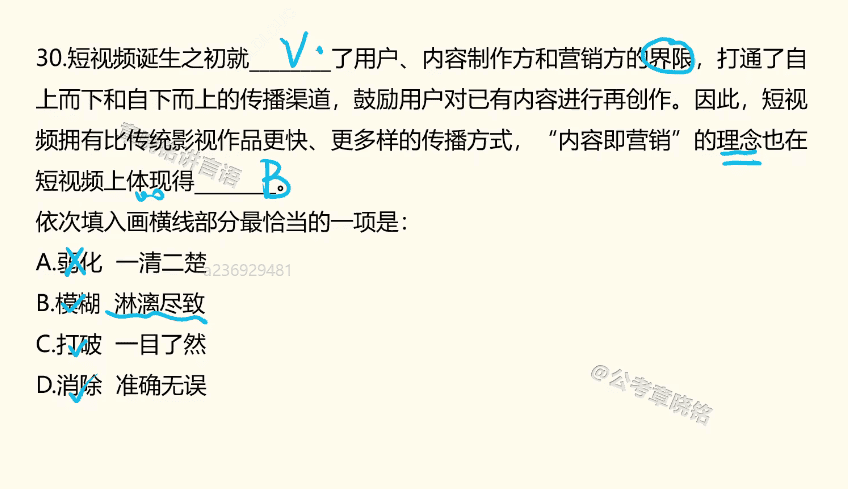 30.短视频诞生之初就________了用户、内容制作方和营销方的界限，打通了自
上而下和自下而上的传播渠道，鼓励用户对已有内容进行再创作。因此，短视
频拥有比传统影视作品更快、更多样的传播方式，“内容即营销”的理念也在
短视频上体现得________。
V.
B
依次填入画横线部分最恰当的一项是：
A.弱化 一清二楚
a236929481
B.模糊 淋漓尽致
C.打破 一目了然
D.消除 准确无误
@公考章晓铭